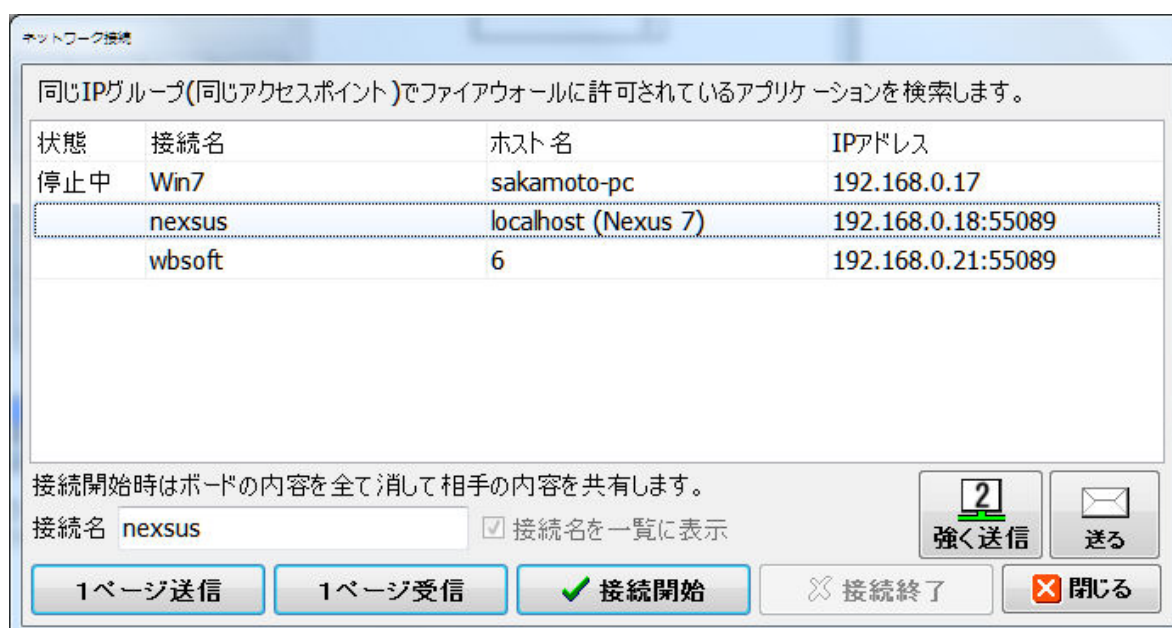 ネットワーク接続
同じIPグループ(同じアクセスポイント)でファイアウォールに許可されているアプリケーションを検索します。
状態 接続名 ホスト名 IPアドレス
停止中 Win7 sakamoto-pc 192.168.0.17
nexsus localhost (Nexus 7) 192.168.0.18:55089
wbsoft 6 192.168.0.21:55089
接続開始時はボードの内容を全て消して相手の内容を共有します。
接続名 nexsus 接続名を一覧に表示
2
強く送信 送る
1ページ送信 1ページ受信 接続開始 接続終了 閉じる